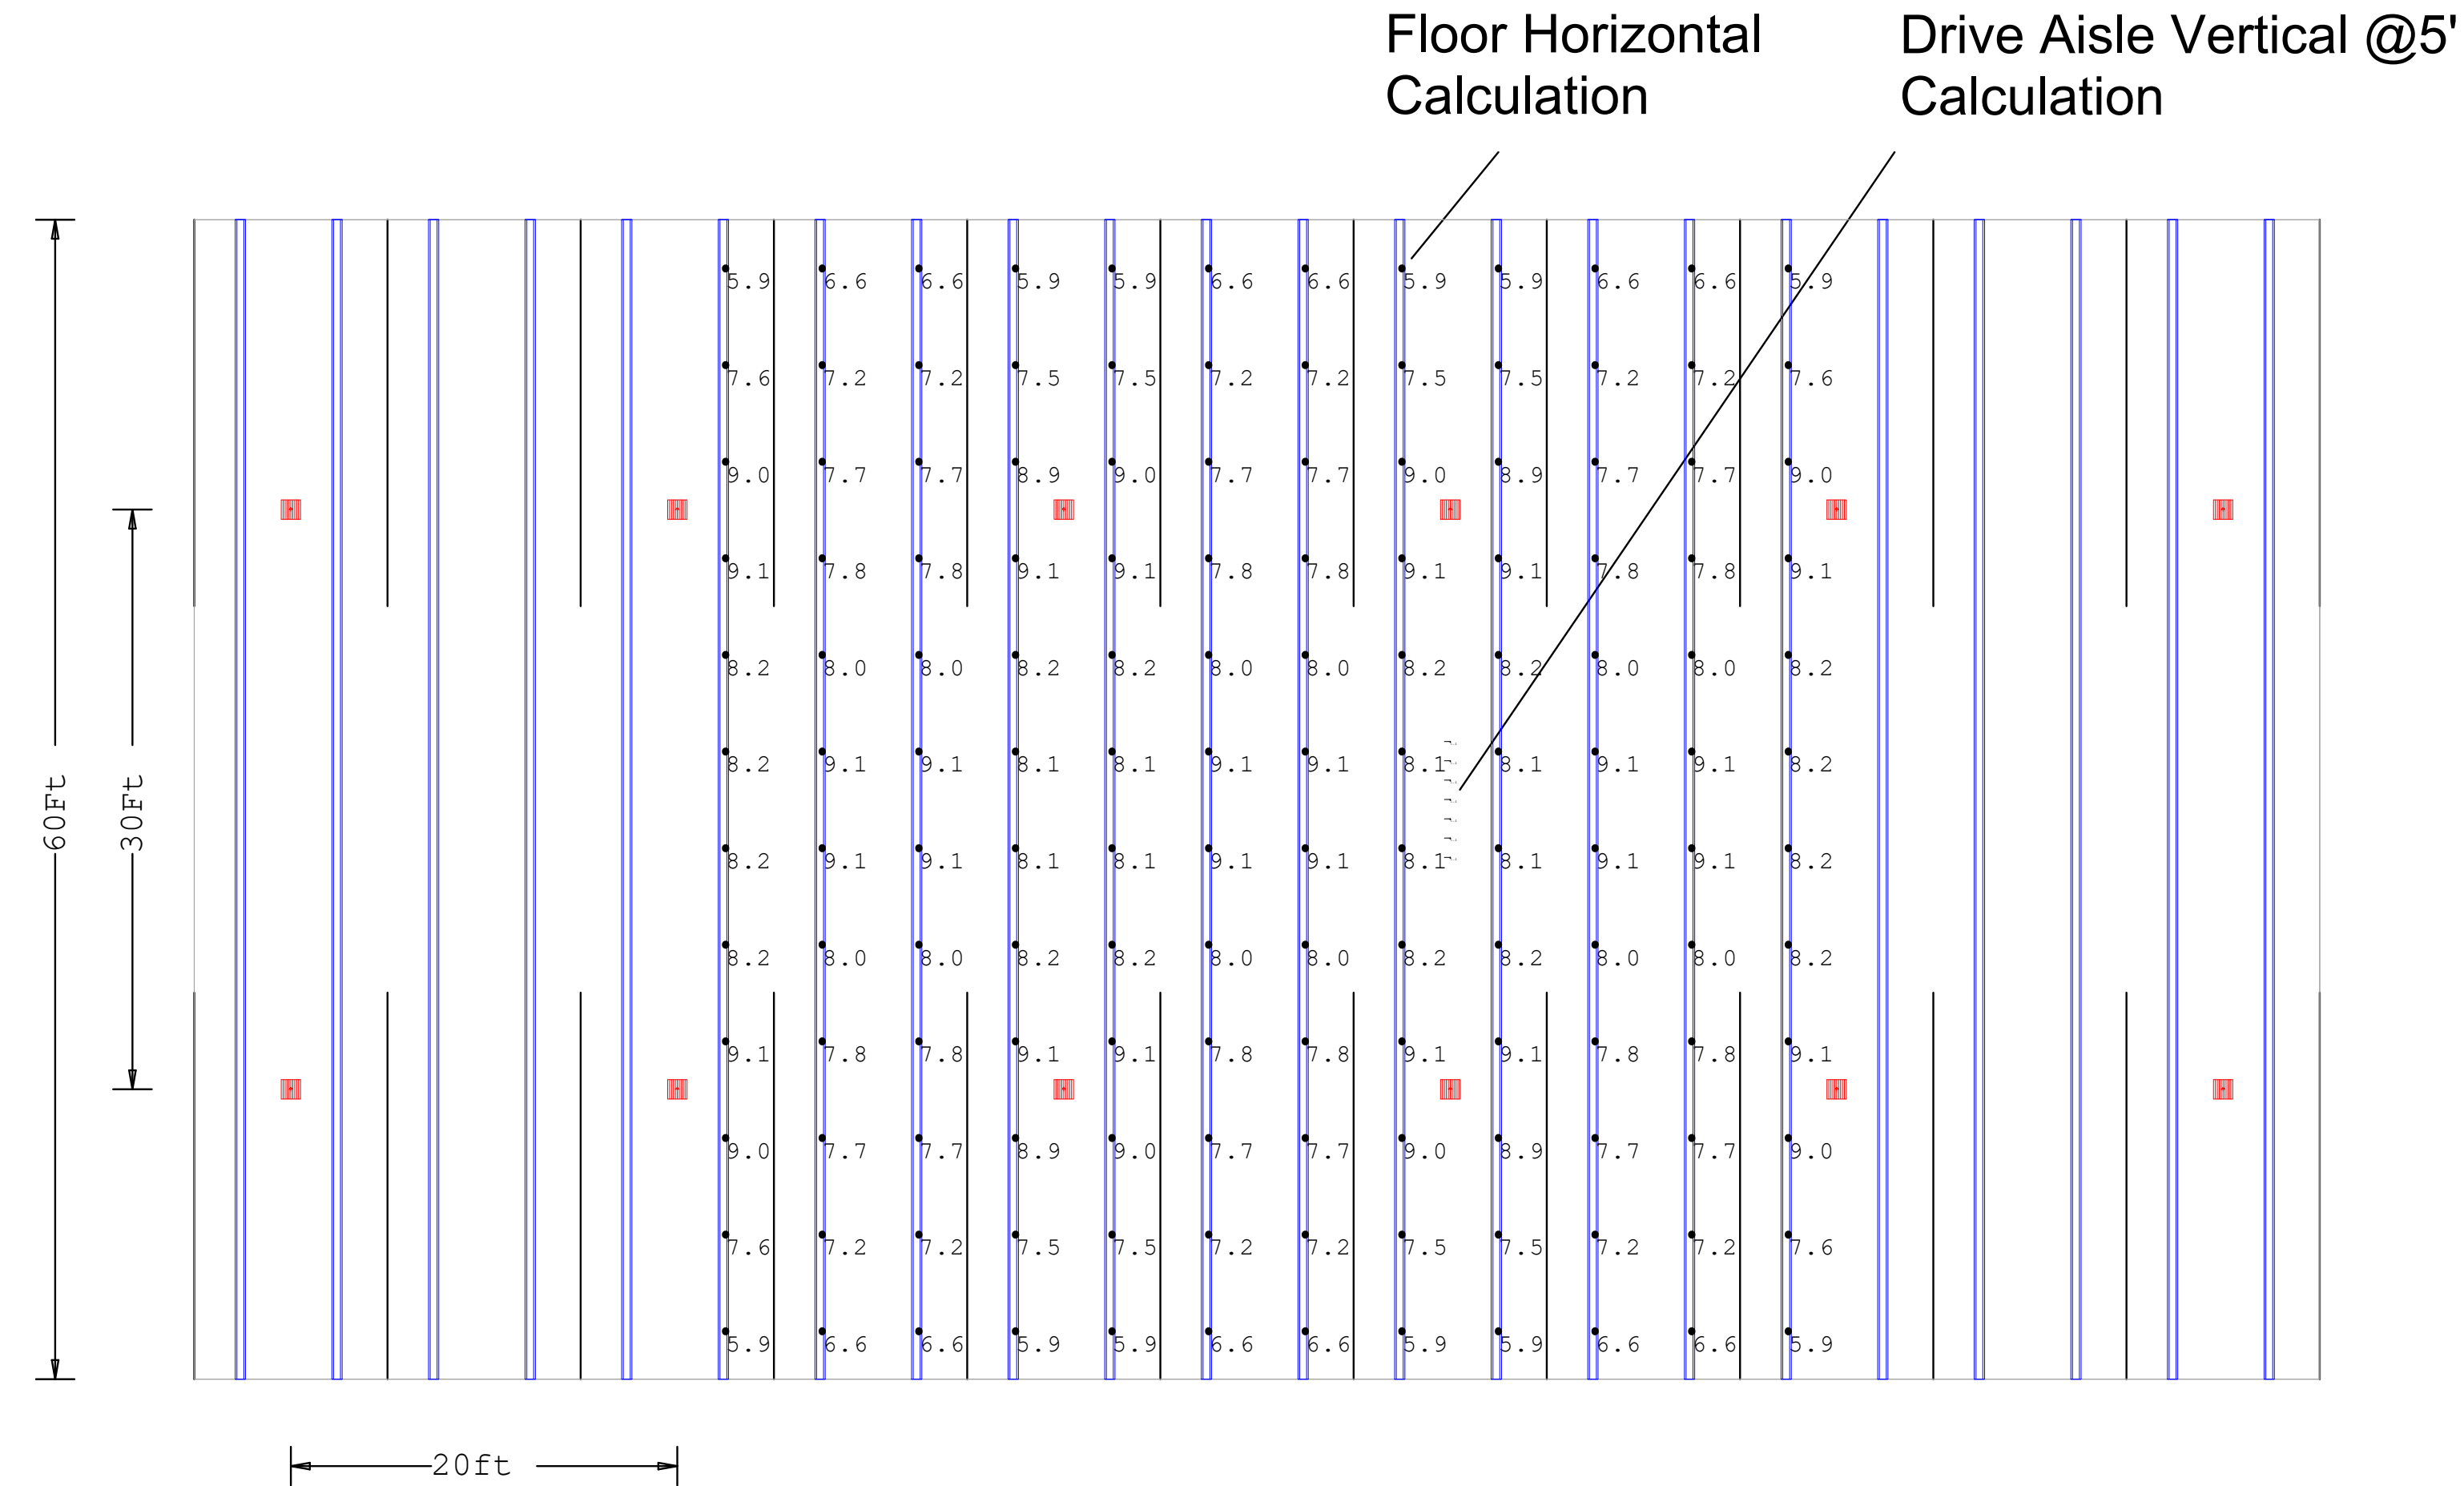 Floor Horizontal
Calculation
Drive Aisle Vertical @5'
Calculation
5.9 6.6 6.6 5.9 5.9 6.6 6.6 5.9 5.9 6.6 6.6 5.9
7.6 7.2 7.2 7.5 7.5 7.2 7.2 7.5 7.5 7.2 7.2 7.6
9.0 7.7 7.7 8.9 9.0 7.7 7.7 9.0 8.9 7.7 7.7 9.0
9.1 7.8 7.8 9.1 9.1 7.8 7.8 9.1 9.1 7.8 7.8 9.1
8.2 8.0 8.0 8.2 8.2 8.0 8.0 8.2 8.2 8.0 8.0 8.2
8.2 9.1 9.1 8.1 8.1 9.1 9.1 8.1 8.1 9.1 9.1 8.2
8.2 9.1 9.1 8.1 8.1 9.1 9.1 8.1 8.1 9.1 9.1 8.2
8.2 8.0 8.0 8.2 8.2 8.0 8.0 8.2 8.2 8.0 8.0 8.2
9.1 7.8 7.8 9.1 9.1 7.8 7.8 9.1 9.1 7.8 7.8 9.1
9.0 7.7 7.7 8.9 9.0 7.7 7.7 9.0 8.9 7.7 7.7 9.0
7.6 7.2 7.2 7.5 7.5 7.2 7.2 7.5 7.5 7.2 7.2 7.6
5.9 6.6 6.6 5.9 5.9 6.6 6.6 5.9 5.9 6.6 6.6 5.9
60Ft
30Ft
20ft